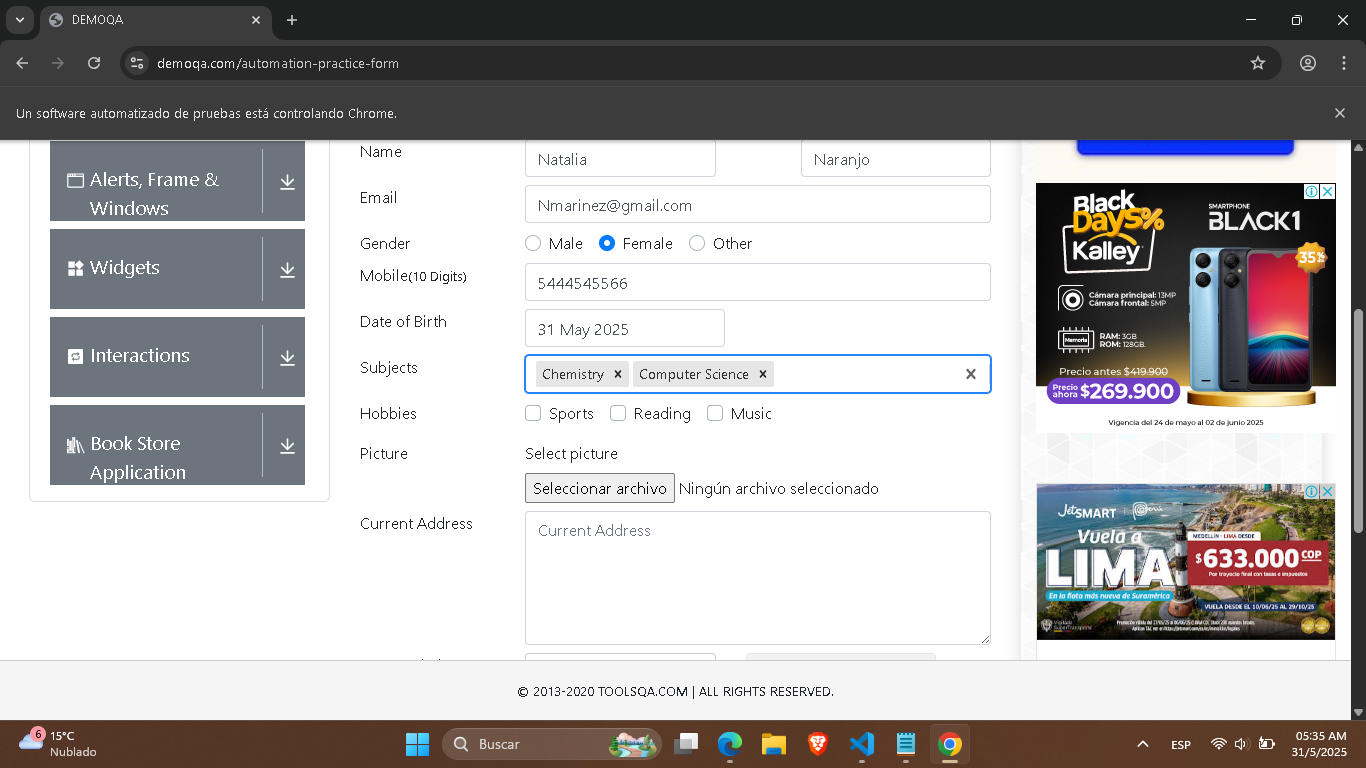 DEMOQA
demoqa.com/automation-practice-form
Un software automatizado de pruebas está controlando Chrome.
Alerts, Frame &
Windows
Widgets
Interactions
Book Store
Application
Name
Natalia
Naranjo
Email
Nmarinez@gmail.com
Gender
Male
Female
Other
Mobile(10 Digits)
5444545566
Date of Birth
31 May 2025
Subjects
Chemistry
Computer Science
Hobbies
Sports
Reading
Music
Picture
Select picture
Seleccionar archivo Ningún archivo seleccionado
Current Address
Current Address
Black
Days%
Kalley
SMARTPHONE
BLACK1
35%
Cámara principal: 13MP
Cámara frontal: 5MP
Memoria
RAM: 3GB
ROM: 128GB.
Precio antes $419.900
Precio
ahora $269.900
Vigencia del 24 de mayo al 02 de junio 2025
JetSMART
Perú
Vuela a
LIMA
MEDELLÍN - LIMA DESDE
$633.000 COP
Por trayecto final con tasas e impuestos
En la flota más nueva de Suramérica
VUELA DESDE EL 10/06/25 AL 29/10/25
© 2013-2020 TOOLSQA.COM | ALL RIGHTS RESERVED.
6
15°C
Nublado
Buscar
ESP
05:35 AM
31/5/2025